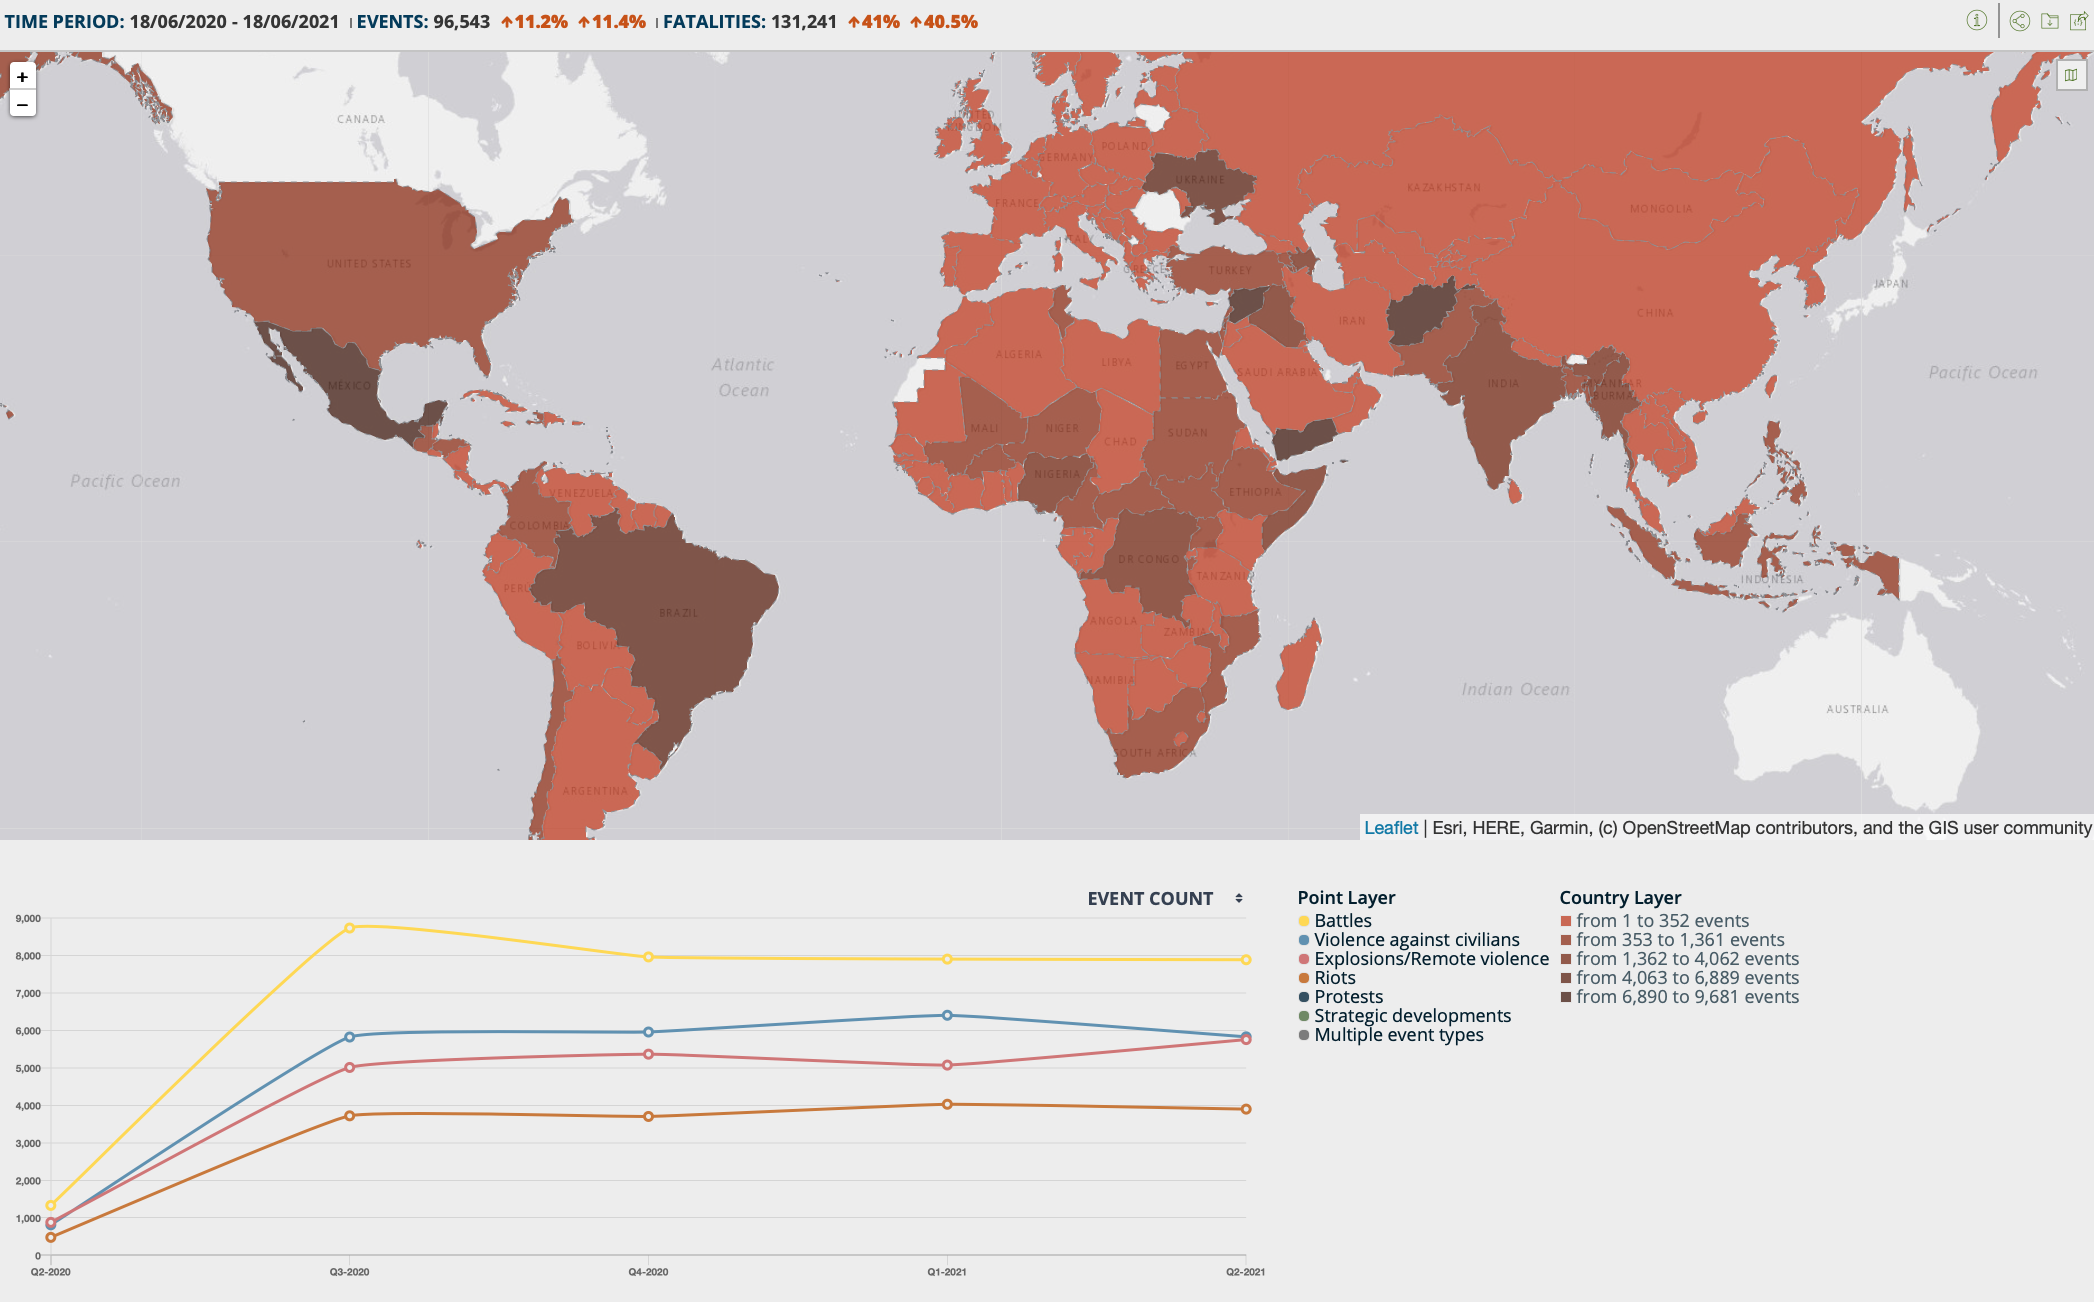 TIME PERIOD: 18/06/2020 - 18/06/2021 | EVENTS: 96,543 ↑11.2% ↑11.4% | FATALITIES: 131,241 ↑41% ↑40.5%
+
−
CANADA
UNITED KINGDOM
POLAND
GERMANY
UKRAINE
FRANCE
KAZAKHSTAN
MONGOLIA
ITALY
UNITED STATES
GREECE
TURKEY
JAPAN
CHINA
IRAN
ALGERIA
LIBYA
EGYPT
SAUDI ARABIA
Atlantic
Ocean
Pacific Ocean
MEXICO
INDIA
MYANMAR
BURMA
MALI
NIGER
CHAD
SUDAN
NIGERIA
ETHIOPIA
Pacific Ocean
VENEZUELA
COLOMBIA
DR CONGO
TANZANIA
INDONESIA
PERU
BRAZIL
ANGOLA
ZAMBIA
BOLIVIA
NAMIBIA
Indian Ocean
AUSTRALIA
SOUTH AFRICA
ARGENTINA
Leaflet | Esri, HERE, Garmin, (c) OpenStreetMap contributors, and the GIS user community
EVENT COUNT
9,000
8,000
7,000
6,000
5,000
4,000
3,000
2,000
1,000
0
Q2-2020
Q3-2020
Q4-2020
Q1-2021
Q2-2021
Point Layer
Battles
Violence against civilians
Explosions/Remote violence
Riots
Protests
Strategic developments
Multiple event types
Country Layer
from 1 to 352 events
from 353 to 1,361 events
from 1,362 to 4,062 events
from 4,063 to 6,889 events
from 6,890 to 9,681 events